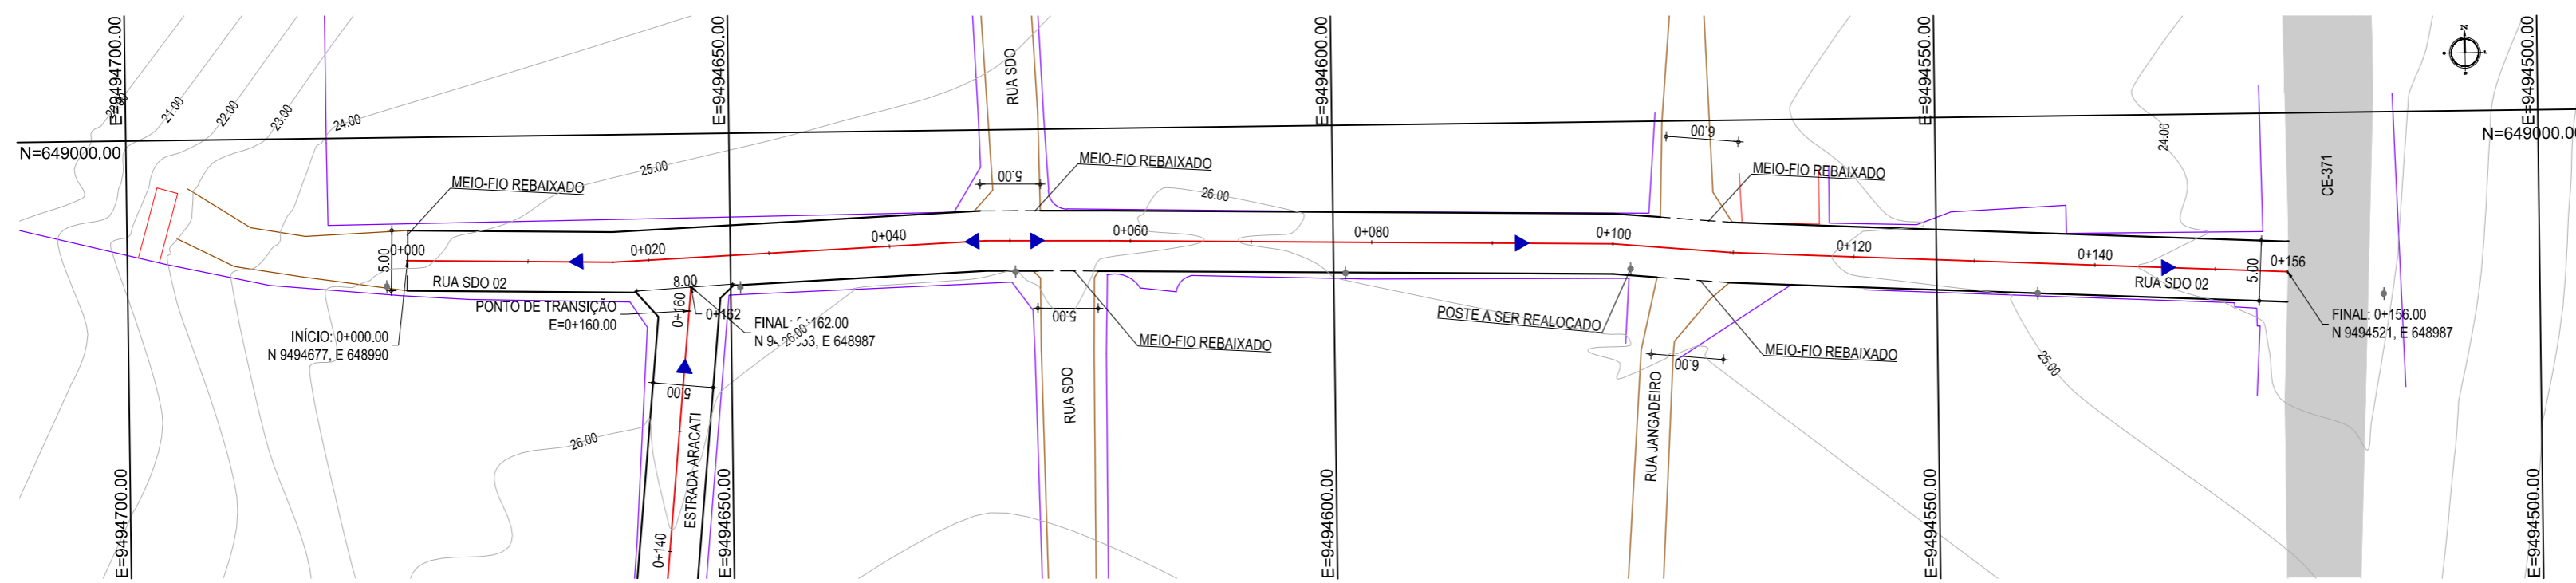 E=9494700.00
E=9494650.00
E=9494600.00
E=9494550.00
E=9494500.00
N=649000.00
21.00
22.00
23.00
24.00
25.00
26.00
24.00
RUA SDO
5.00
6.00
MEIO-FIO REBAIXADO
MEIO-FIO REBAIXADO
MEIO-FIO REBAIXADO
CE-371
N
5.00
0+000
0+020
0+040
0+060
0+080
0+100
0+120
0+140
0+156
5.00
RUA SDO 02
RUA SDO 02
8.00
PONTO DE TRANSIÇÃO
E=0+160.00
0+160
0+162
INÍCIO: 0+000.00
N 9494677, E 648990
26.00
5.00
MEIO-FIO REBAIXADO
POSTE A SER REALOCADO
MEIO-FIO REBAIXADO
6.00
FINAL: 0+156.00
N 9494521, E 648987
25.00
5.00
ESTRADA ARACATI
RUA SDO
RUA JANGADEIRO
26.00
0+140
FINAL:
E 648987
E=9494700.00
E=9494650.00
E=9494600.00
E=9494550.00
E=9494500.00